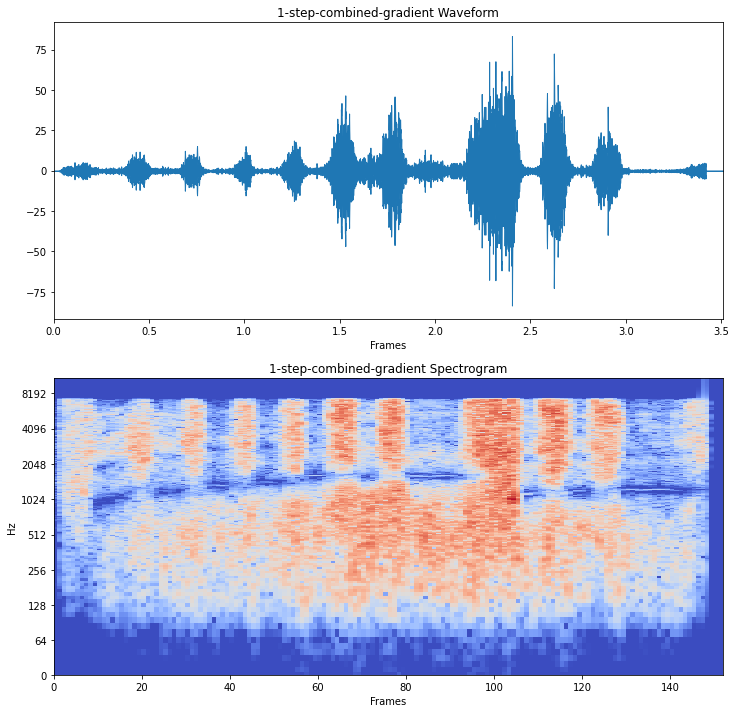 1-step-combined-gradient Waveform
75
50
25
0
−25
−50
−75
0.0 0.5 1.0 1.5 2.0 2.5 3.0 3.5
Frames
1-step-combined-gradient Spectrogram
8192
4096
2048
1024
512
256
128
64
0
Hz
0 20 40 60 80 100 120 140
Frames